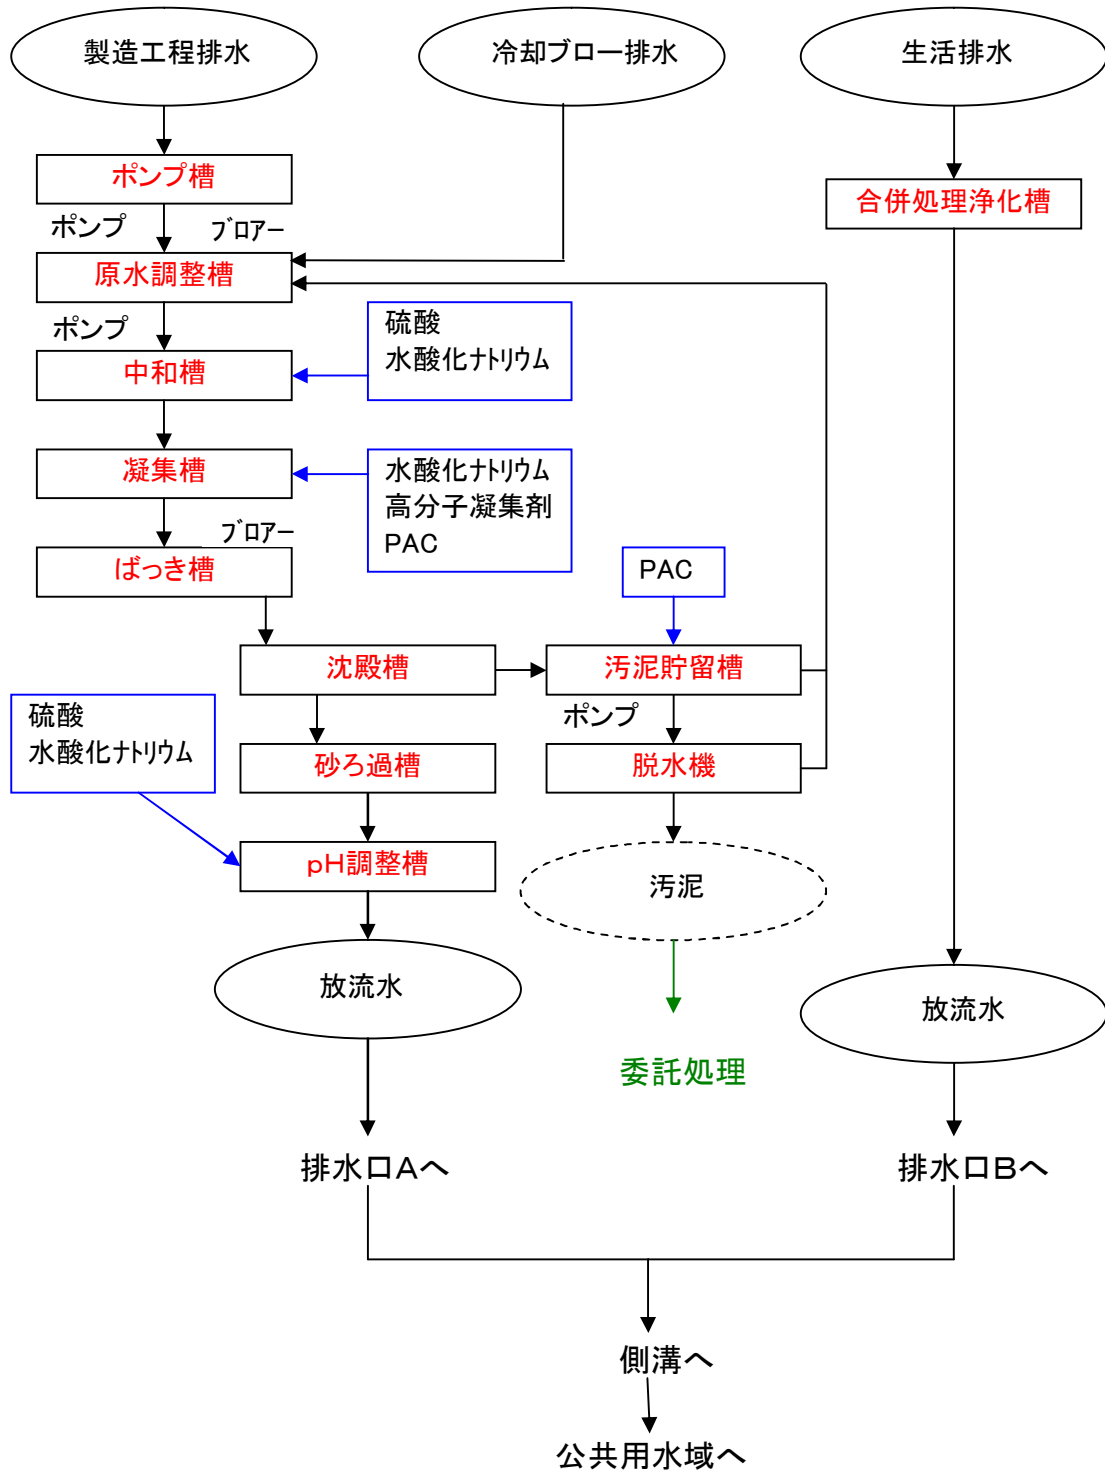 製造工程排水
冷却ブロー排水
生活排水
ポンプ槽
合併処理浄化槽
ポンプ
ブロアー
原水調整槽
ポンプ
硫酸
水酸化ナトリウム
中和槽
凝集槽
水酸化ナトリウム
高分子凝集剤
PAC
ブロアー
ばっき槽
PAC
沈殿槽
汚泥貯留槽
硫酸
水酸化ナトリウム
ポンプ
砂ろ過槽
脱水機
pH調整槽
汚泥
放流水
放流水
委託処理
排水口Aへ
排水口Bへ
側溝へ
公共用水域へ